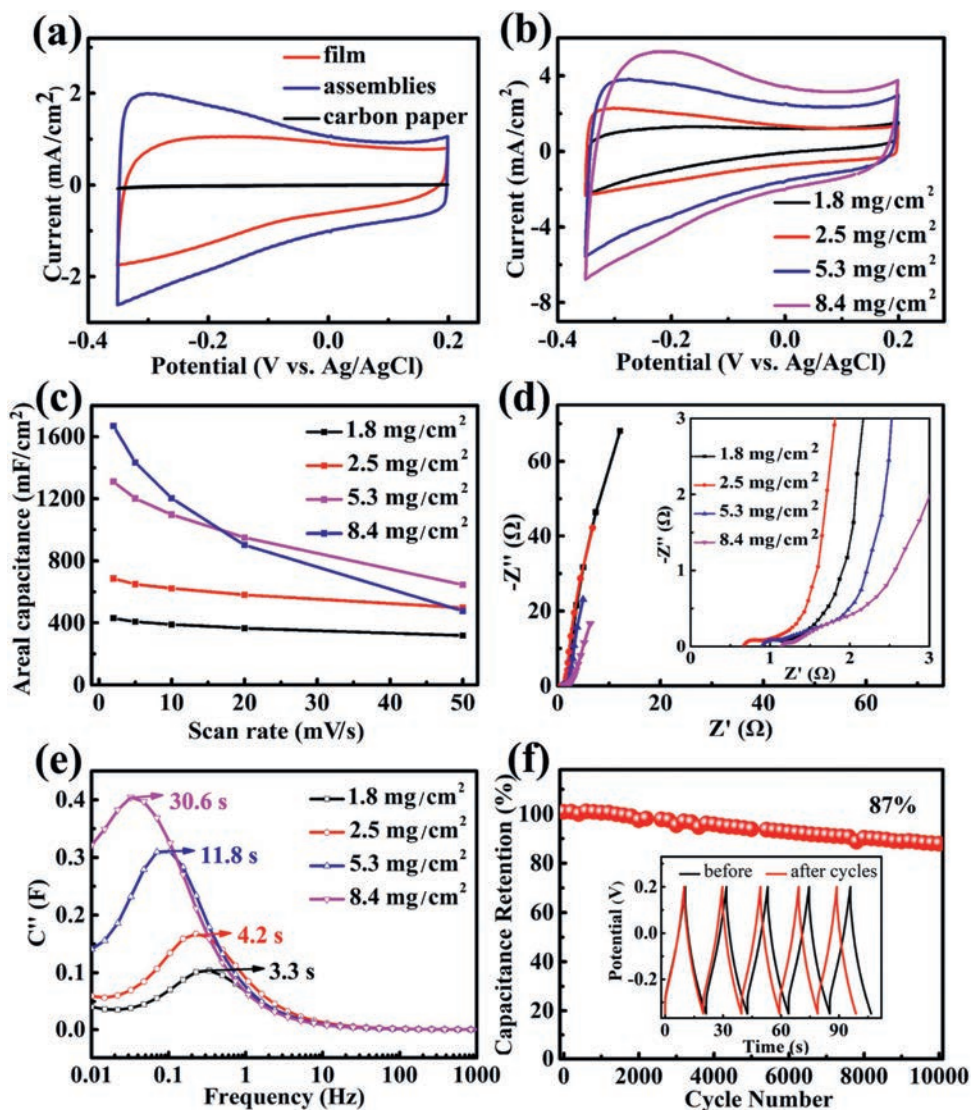 (a)
film
assemblies
carbon paper
Current (mA/cm²)
2
0
-2
-0.4
-0.2
0.0
0.2
Potential (V vs. Ag/AgCl)
(b)
Current (mA/cm²)
4
0
-4
-8
1.8 mg/cm²
2.5 mg/cm²
5.3 mg/cm²
8.4 mg/cm²
-0.4
-0.2
0.0
0.2
Potential (V vs. Ag/AgCl)
(c)
Areal capacitance (mF/cm²)
1600
1200
800
400
0
1.8 mg/cm²
2.5 mg/cm²
5.3 mg/cm²
8.4 mg/cm²
0
10
20
30
40
50
Scan rate (mV/s)
(d)
-Z'' (Ω)
60
40
20
0
0
20
40
60
Z' (Ω)
-Z'' (Ω)
3
2
1
0
1.8 mg/cm²
2.5 mg/cm²
5.3 mg/cm²
8.4 mg/cm²
0
1
2
3
Z' (Ω)
(e)
C'' (F)
0.4
0.3
0.2
0.1
0.0
30.6 s
11.8 s
4.2 s
3.3 s
1.8 mg/cm²
2.5 mg/cm²
5.3 mg/cm²
8.4 mg/cm²
0.01
0.1
1
10
100
1000
Frequency (Hz)
(f)
Capacitance Retention (%)
100
80
60
40
20
0
87%
before
after cycles
Potential (V)
0.2
0.0
-0.2
0
30
60
90
Time (s)
0
2000
4000
6000
8000
10000
Cycle Number